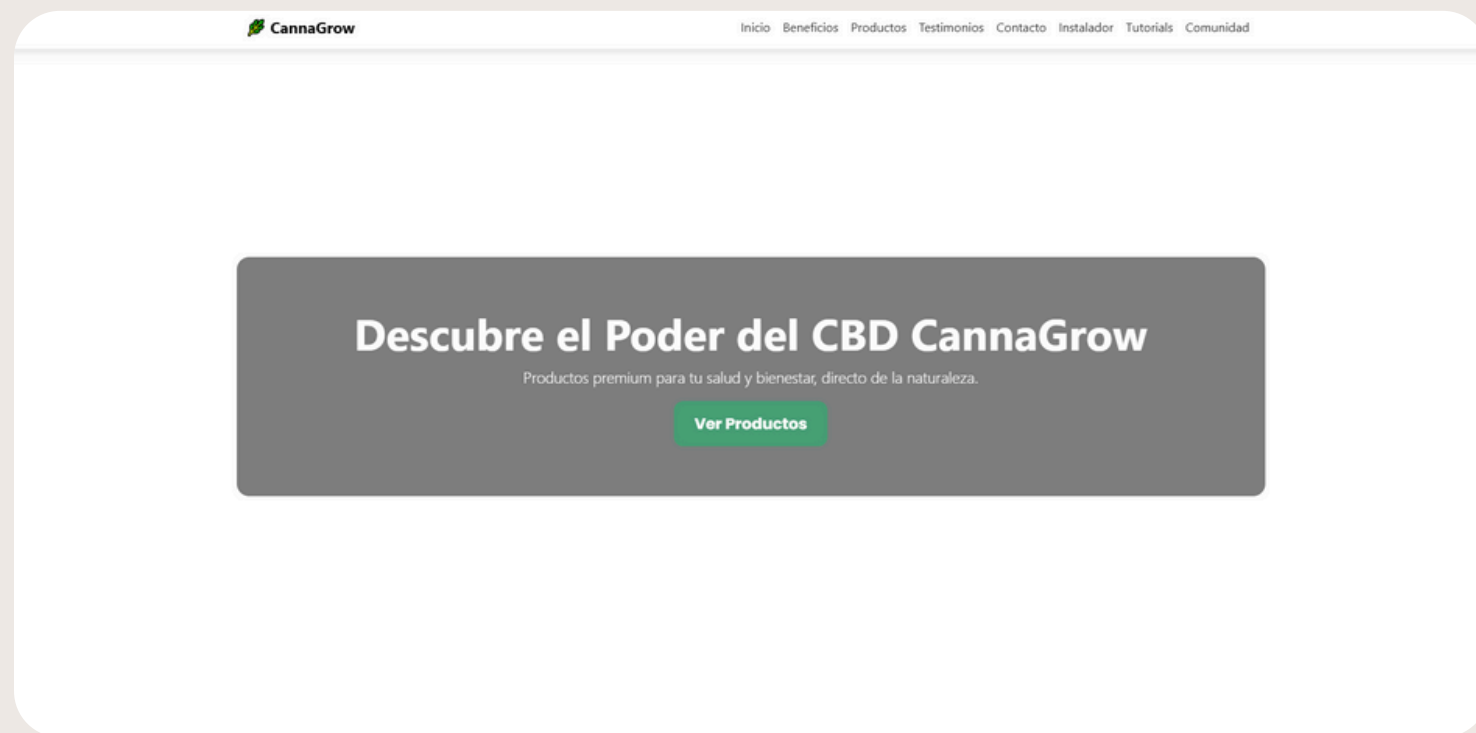 CannaGrow
Inicio Beneficios Productos Testimonios Contacto Instalador Tutorials Comunidad
Descubre el Poder del CBD CannaGrow
Productos premium para tu salud y bienestar, directo de la naturaleza.
Ver Productos